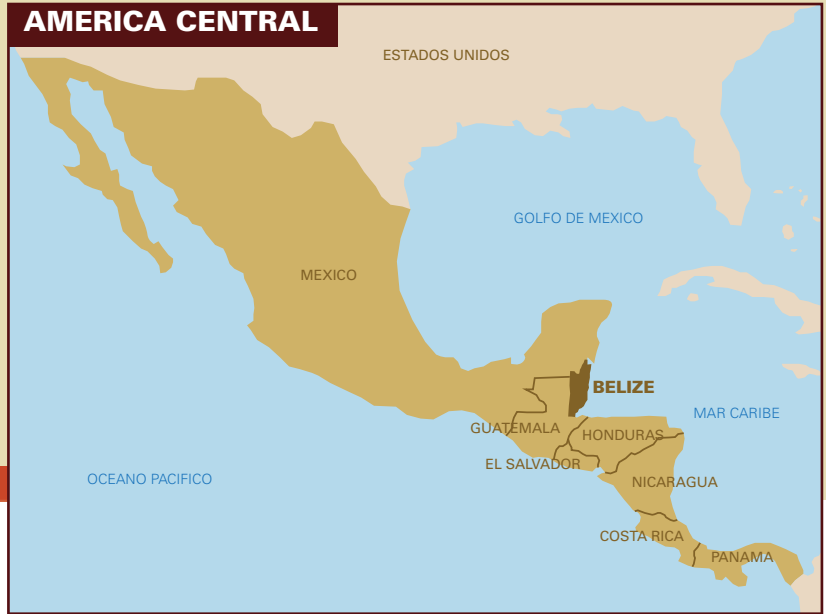 AMERICA CENTRAL
ESTADOS UNIDOS
GOLFO DE MEXICO
MEXICO
BELIZE
MAR CARIBE
GUATEMALA
HONDURAS
EL SALVADOR
OCEANO PACIFICO
NICARAGUA
COSTA RICA
PANAMA